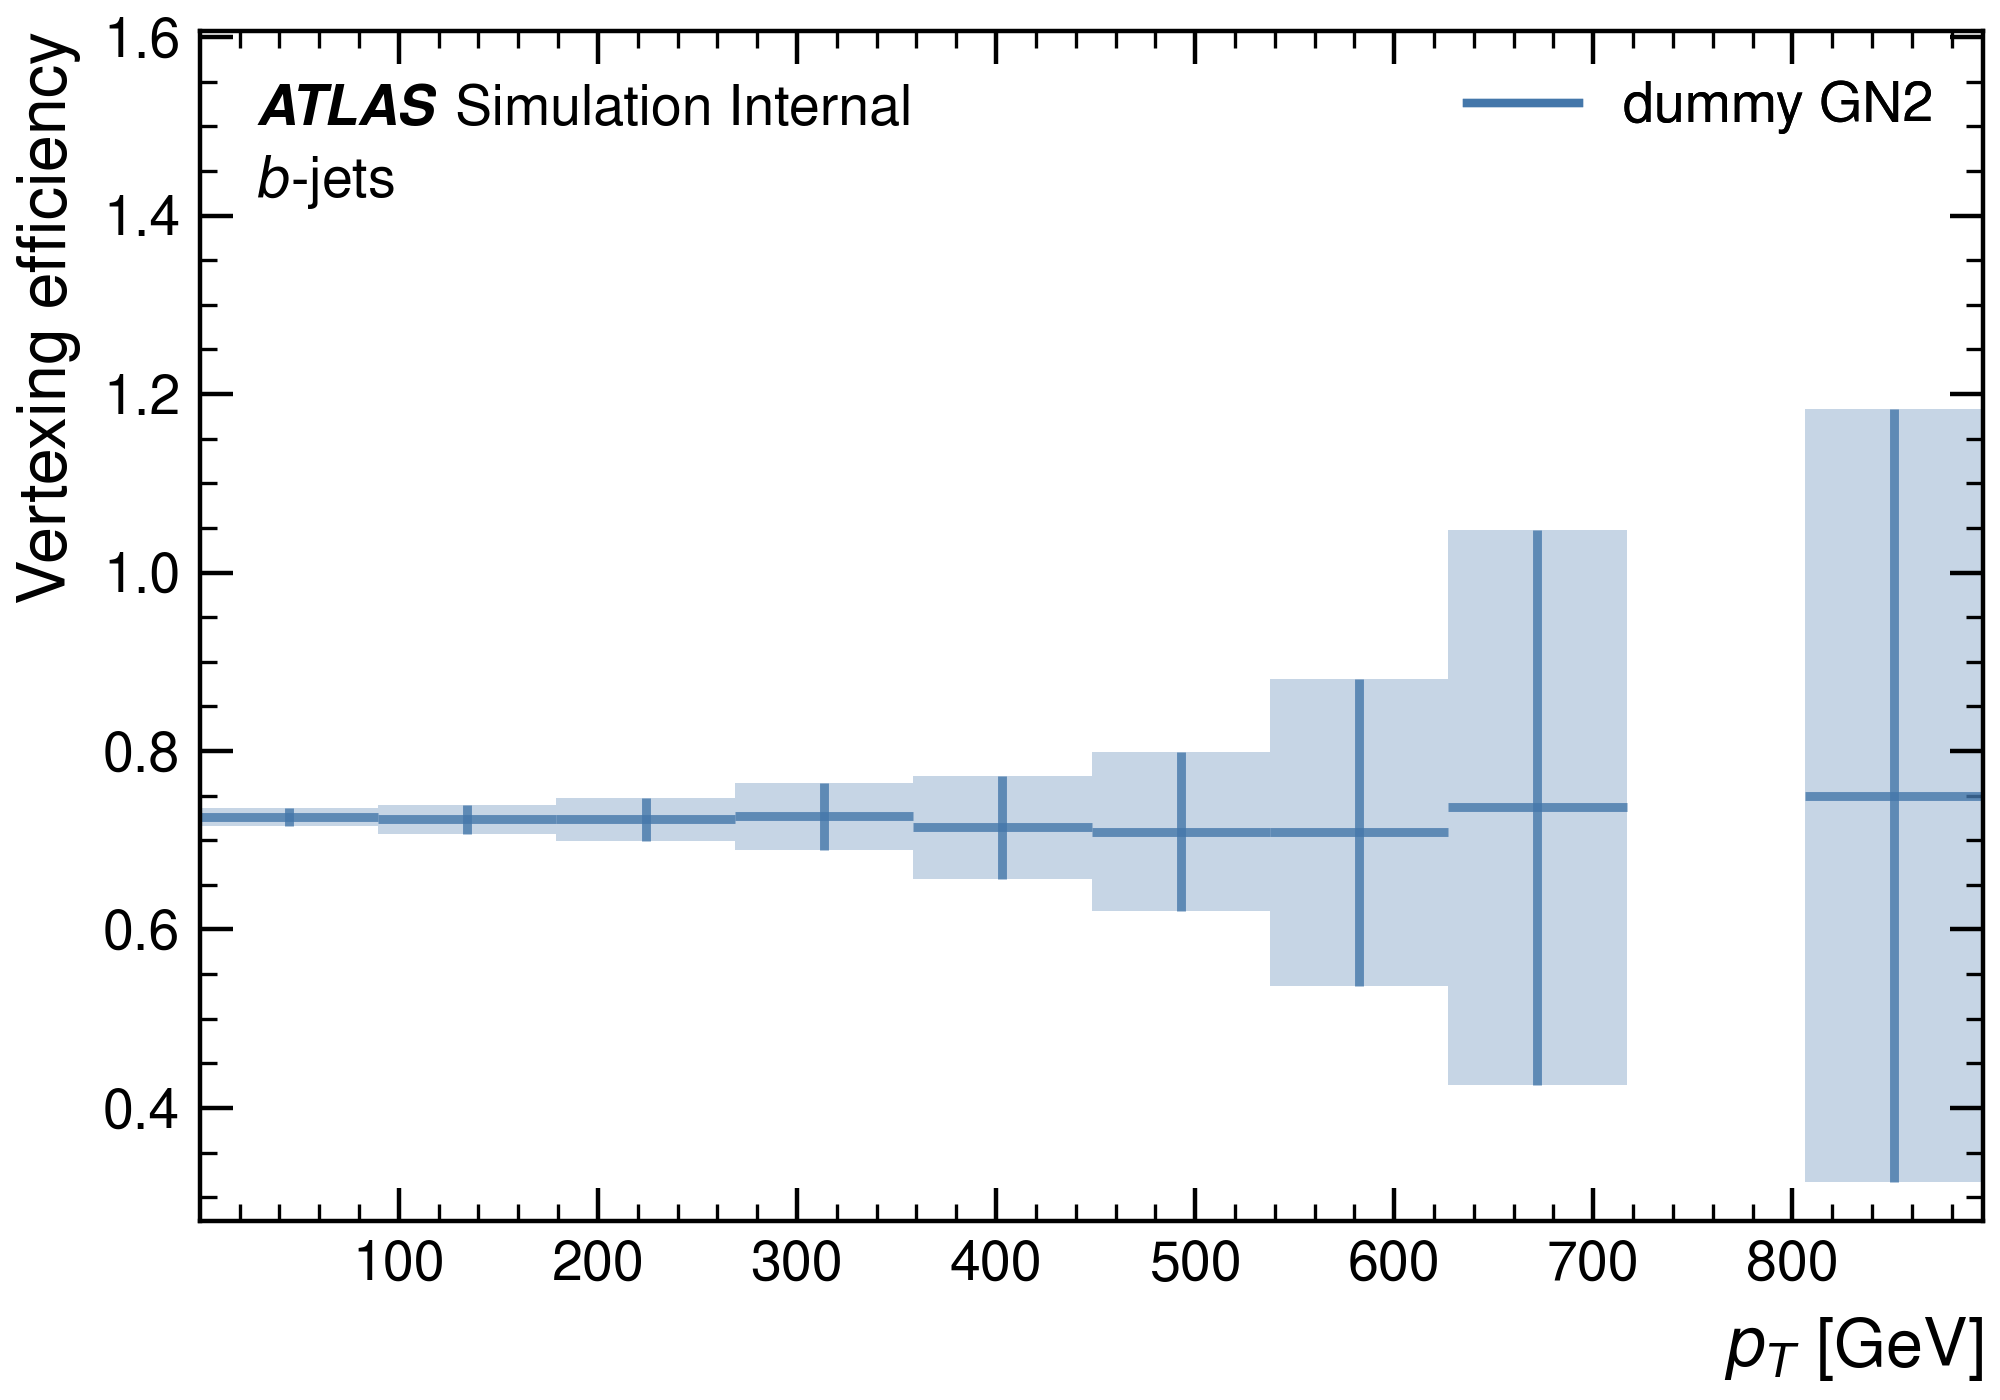 Vertexing efficiency
1.6
1.4
1.2
1.0
0.8
0.6
0.4
ATLAS Simulation Internal
b-jets
dummy GN2
100 200 300 400 500 600 700 800
p_T [GeV]